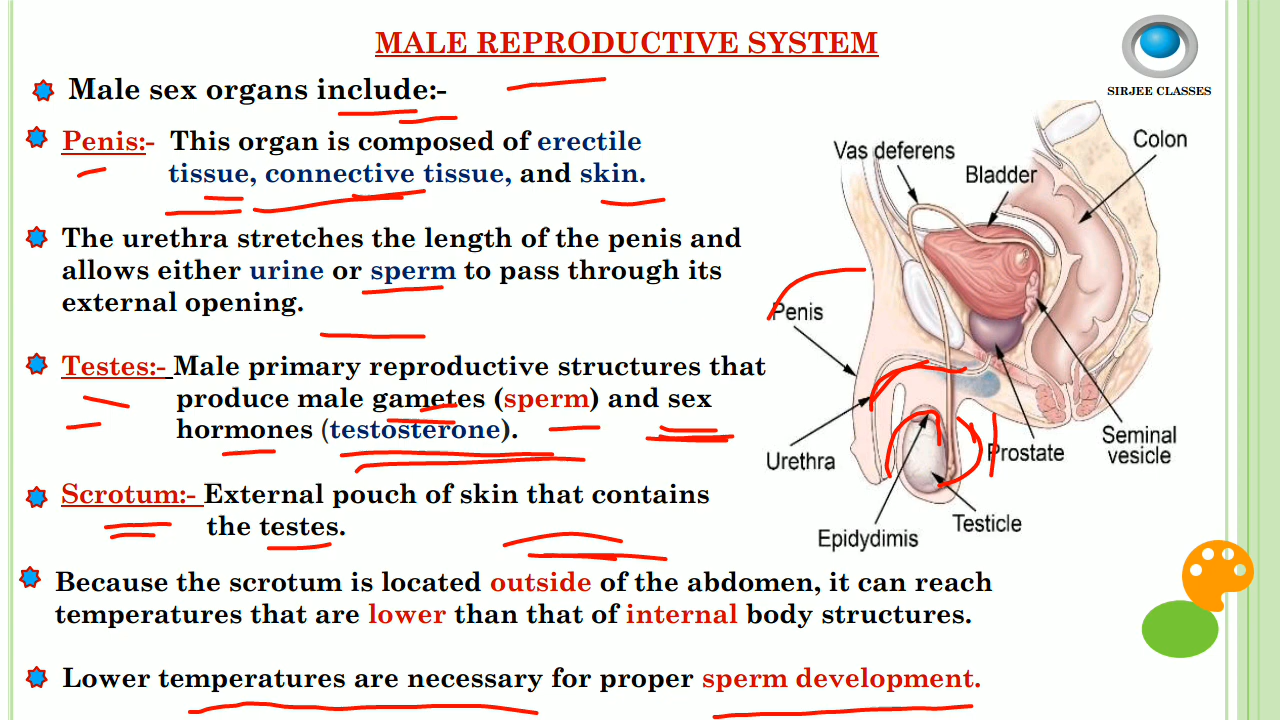 MALE REPRODUCTIVE SYSTEM
SIRJEE CLASSES
Male sex organs include:-
Penis:- This organ is composed of erectile
tissue, connective tissue, and skin.
The urethra stretches the length of the penis and
allows either urine or sperm to pass through its
external opening.
Testes:- Male primary reproductive structures that
produce male gametes (sperm) and sex
hormones (testosterone).
Scrotum:- External pouch of skin that contains
the testes.
Because the scrotum is located outside of the abdomen, it can reach
temperatures that are lower than that of internal body structures.
Lower temperatures are necessary for proper sperm development.
Vas deferens
Colon
Bladder
Penis
Urethra
Prostate
Seminal
vesicle
Testicle
Epidydimis